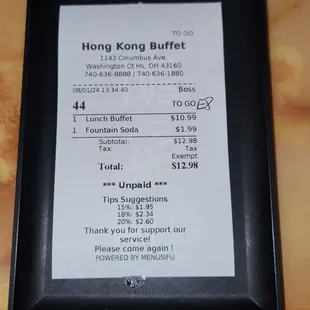 TO GO
Hong Kong Buffet
1142 Columbus Ave.
Washington Ct Hs, OH 43160
740-636-8888 / 740-636-1880
08/01/24 13:34:40 Boss
44 TO GO E8
1 Lunch Buffet $10.99
1 Fountain Soda $1.99
Subtotal: $12.98
Tax: Tax
Exempt
Total: $12.98
*** Unpaid ***
Tips Suggestions
15%: $1.95
18%: $2.34
20%: $2.60
Thank you for support our
service!
Please come again !
POWERED BY MENUSIFU